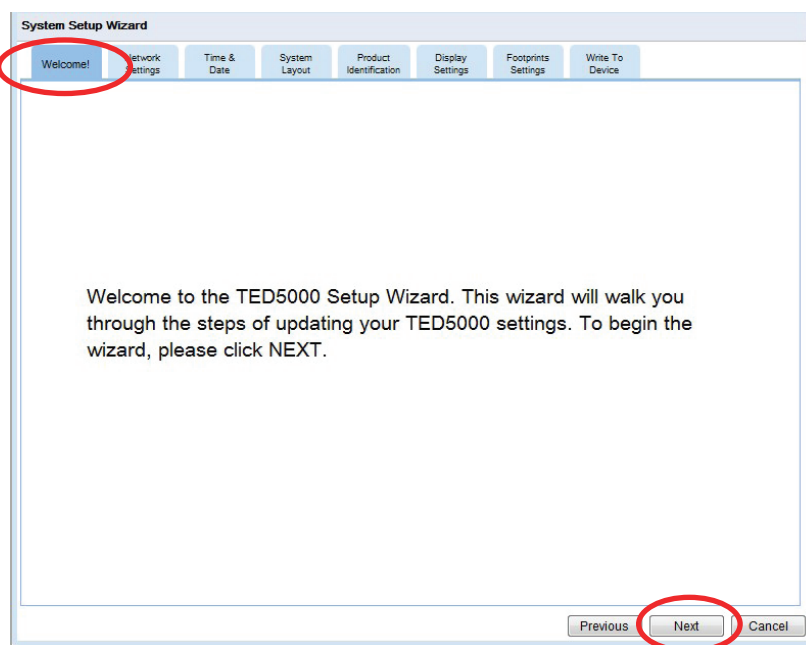 System Setup Wizard
Welcome!
Network
Settings
Time &
Date
System
Layout
Product
Identification
Display
Settings
Footprints
Settings
Write To
Device
Welcome to the TED5000 Setup Wizard. This wizard will walk you
through the steps of updating your TED5000 settings. To begin the
wizard, please click NEXT.
Previous
Next
Cancel